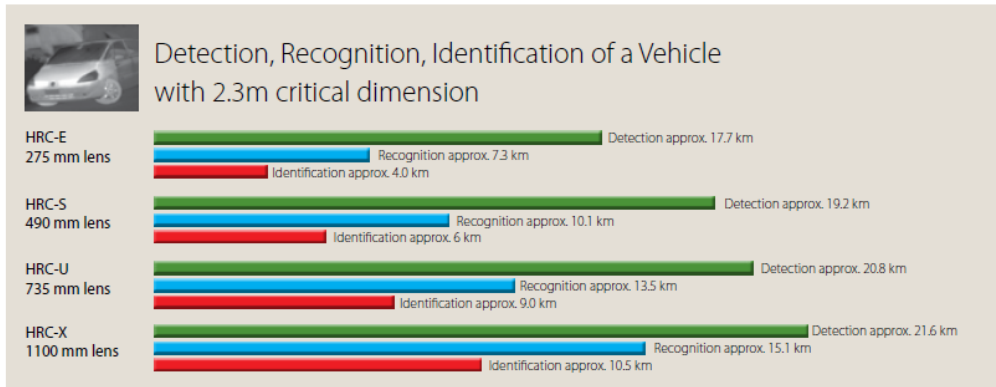 Detection, Recognition, Identification of a Vehicle
with 2.3m critical dimension
HRC-E
275 mm lens
Detection approx. 17.7 km
Recognition approx. 7.3 km
Identification approx. 4.0 km
HRC-S
490 mm lens
Detection approx. 19.2 km
Recognition approx. 10.1 km
Identification approx. 6 km
HRC-U
735 mm lens
Detection approx. 20.8 km
Recognition approx. 13.5 km
Identification approx. 9.0 km
HRC-X
1100 mm lens
Detection approx. 21.6 km
Recognition approx. 15.1 km
Identification approx. 10.5 km